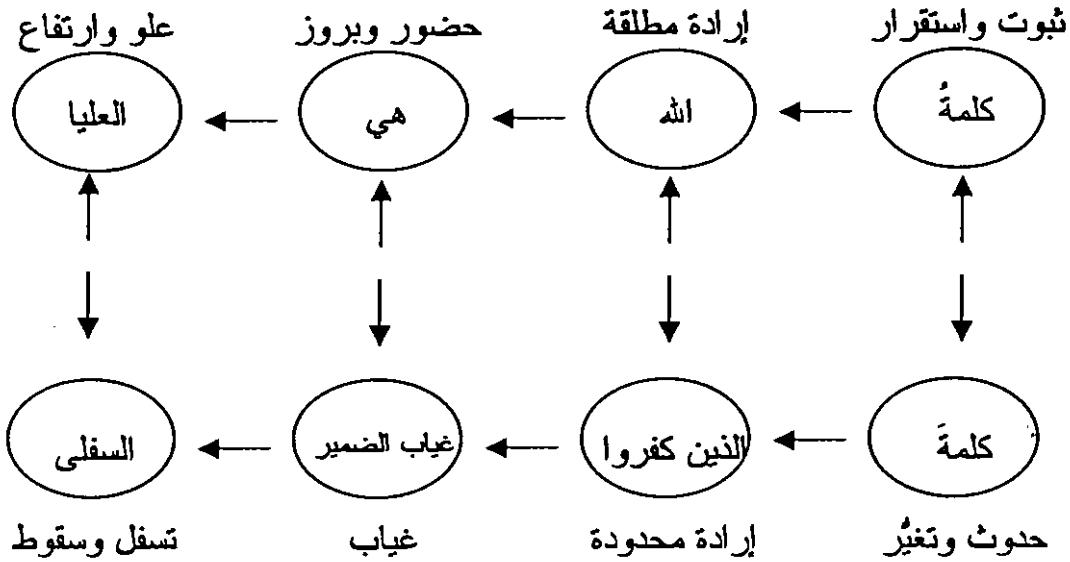 ثبوت واستقرار إرادة مطلقة حضور وبروز علو وارتفاع
كلمةُ الله هي العليا
كلمةَ الذين كفروا غياب الضمير السفلى
حدوث وتغيُّر إرادة محدودة غياب تسفل وسقوط